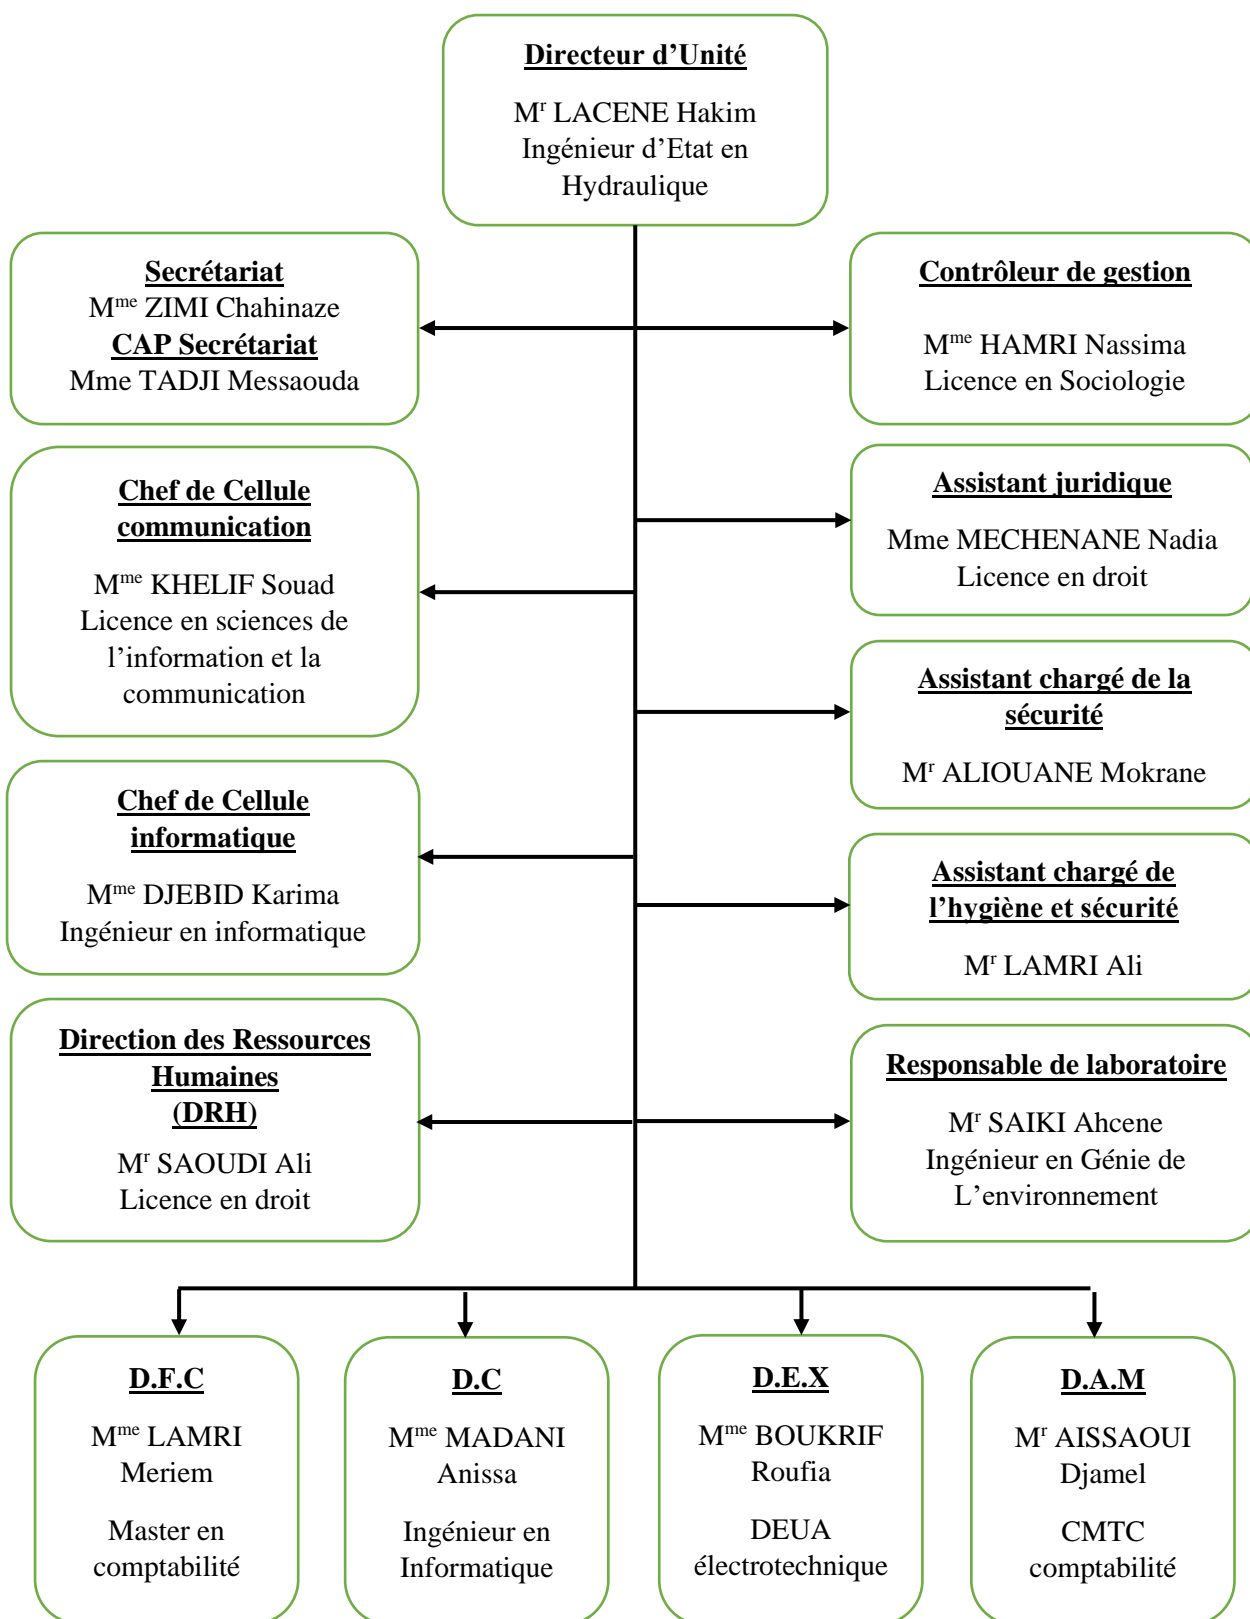 Directeur d’Unité
Mr LACENE Hakim
Ingénieur d’Etat en
Hydraulique
Secrétariat
Mme ZIMI Chahinaze
CAP Secrétariat
Mme TADJI Messaouda
Contrôleur de gestion
Mme HAMRI Nassima
Licence en Sociologie
Chef de Cellule
communication
Mme KHELIF Souad
Licence en sciences de
l’information et la
communication
Assistant juridique
Mme MECHENANE Nadia
Licence en droit
Assistant chargé de la
sécurité
Mr ALIOUANE Mokrane
Chef de Cellule
informatique
Mme DJEBID Karima
Ingénieur en informatique
Assistant chargé de
l’hygiène et sécurité
Mr LAMRI Ali
Direction des Ressources
Humaines
(DRH)
Mr SAOUDI Ali
Licence en droit
Responsable de laboratoire
Mr SAIKI Ahcene
Ingénieur en Génie de
L’environnement
D.F.C
Mme LAMRI
Meriem
Master en
comptabilité
D.C
Mme MADANI
Anissa
Ingénieur en
Informatique
D.E.X
Mme BOUKRIF
Roufia
DEUA
électrotechnique
D.A.M
Mr AISSAOUI
Djamel
CMTC
comptabilité